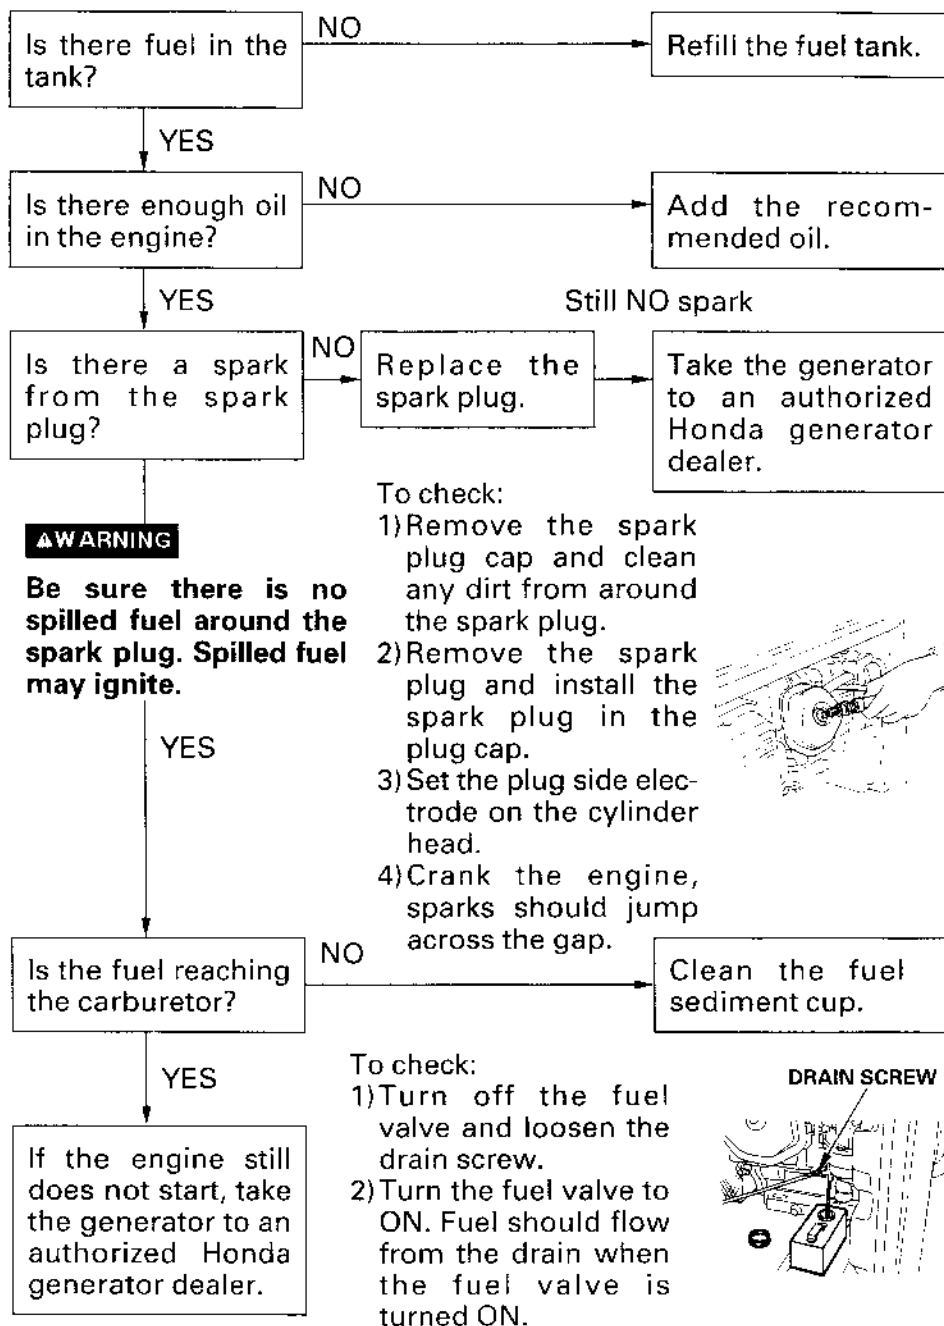 Is there fuel in the
tank?
NO
Refill the fuel tank.
YES
Is there enough oil
in the engine?
NO
Add the recom-
mended oil.
YES
Still NO spark
Is there a spark
from the spark
plug?
NO
Replace the
spark plug.
Take the generator
to an authorized
Honda generator
dealer.
WARNING
Be sure there is no
spilled fuel around the
spark plug. Spilled fuel
may ignite.
To check:
1) Remove the spark
plug cap and clean
any dirt from around
the spark plug.
2) Remove the spark
plug and install the
spark plug in the
plug cap.
3) Set the plug side elec-
trode on the cylinder
head.
4) Crank the engine,
sparks should jump
across the gap.
YES
Is the fuel reaching
the carburetor?
NO
Clean the fuel
sediment cup.
YES
If the engine still
does not start, take
the generator to an
authorized Honda
generator dealer.
To check:
1) Turn off the fuel
valve and loosen the
drain screw.
2) Turn the fuel valve to
ON. Fuel should flow
from the drain when
the fuel valve is
turned ON.
DRAIN SCREW